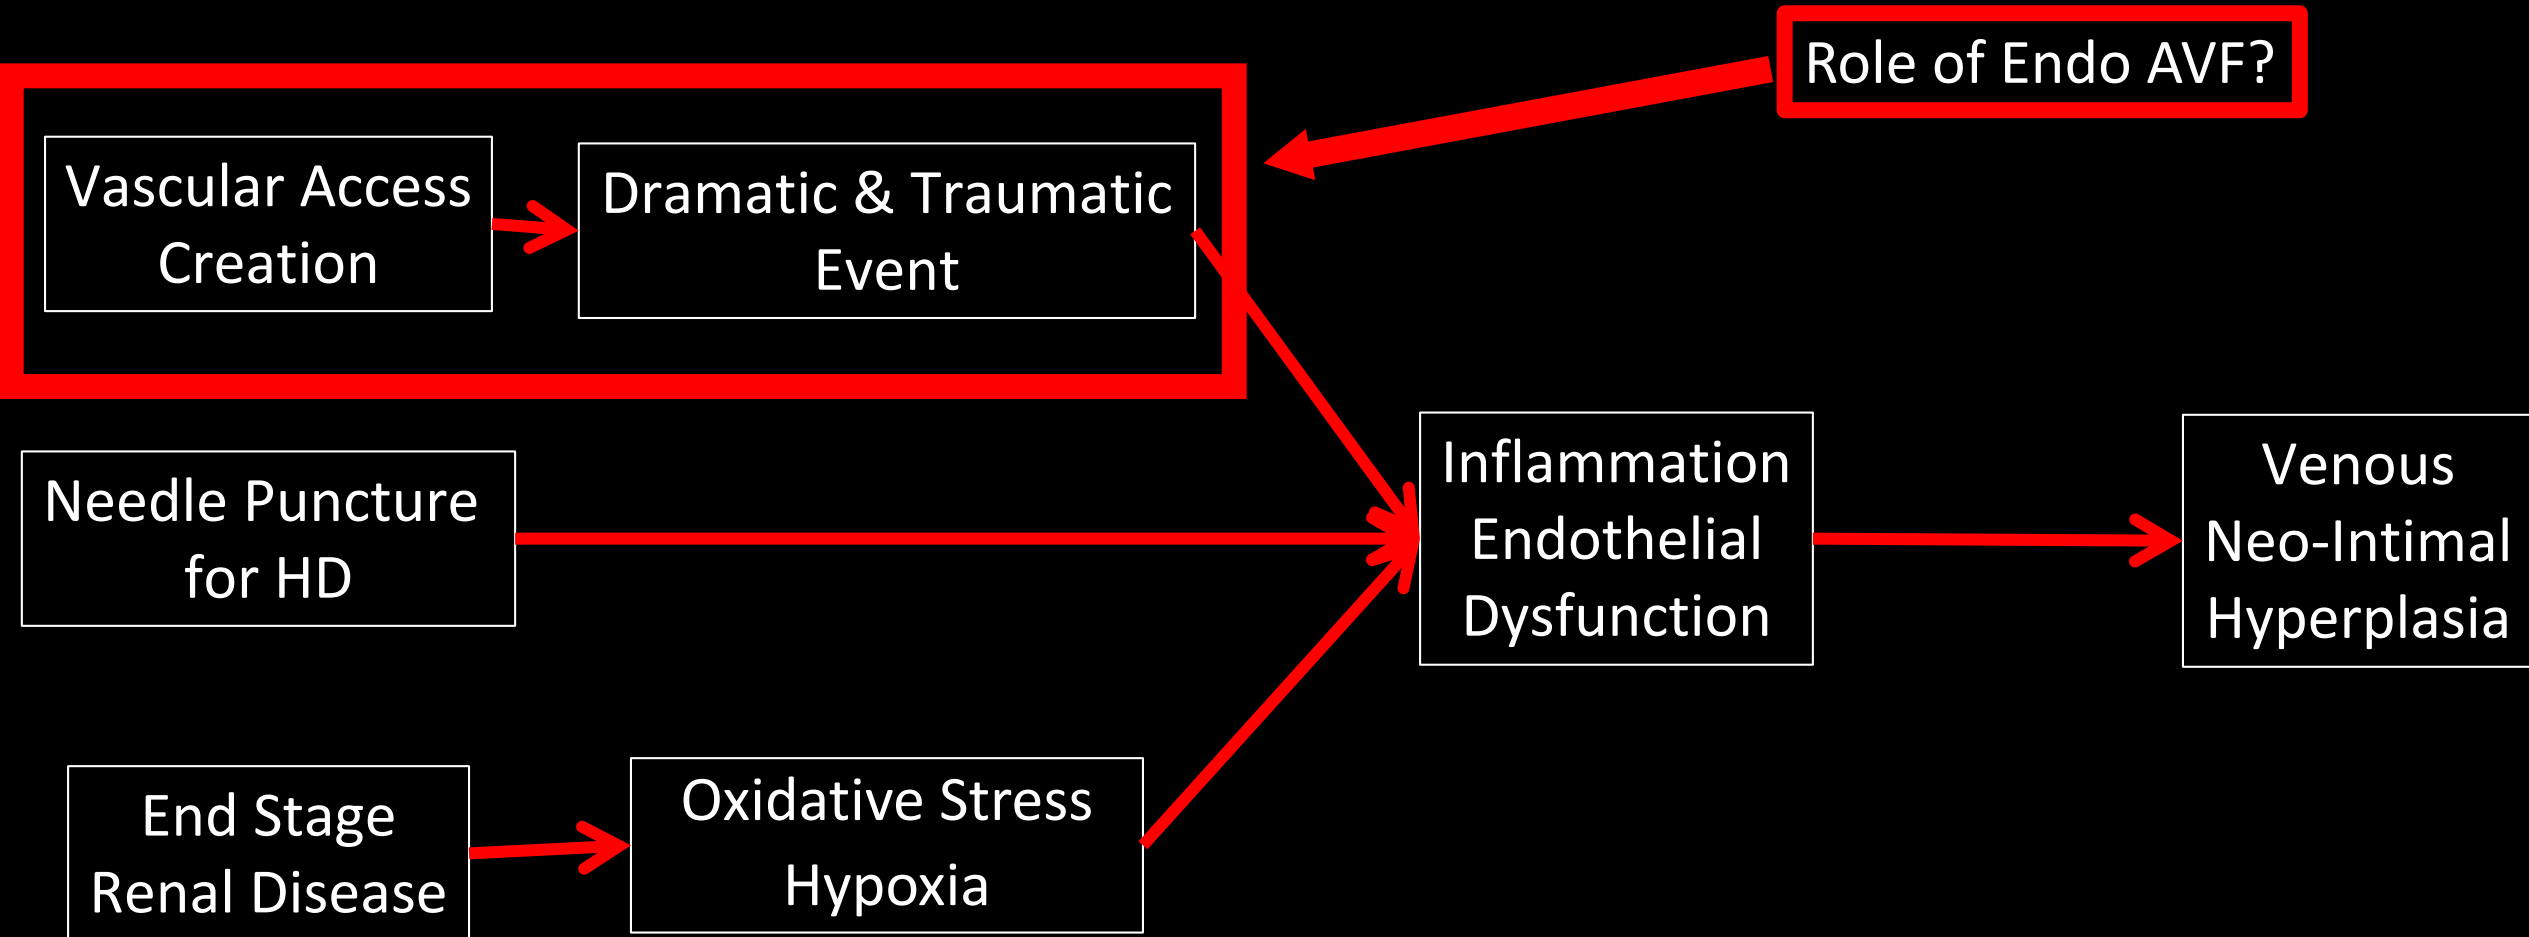 Role of Endo AVF?
Vascular Access
Creation
Dramatic & Traumatic
Event
Needle Puncture
for HD
Inflammation
Endothelial
Dysfunction
Venous
Neo-Intimal
Hyperplasia
End Stage
Renal Disease
Oxidative Stress
Hypoxia